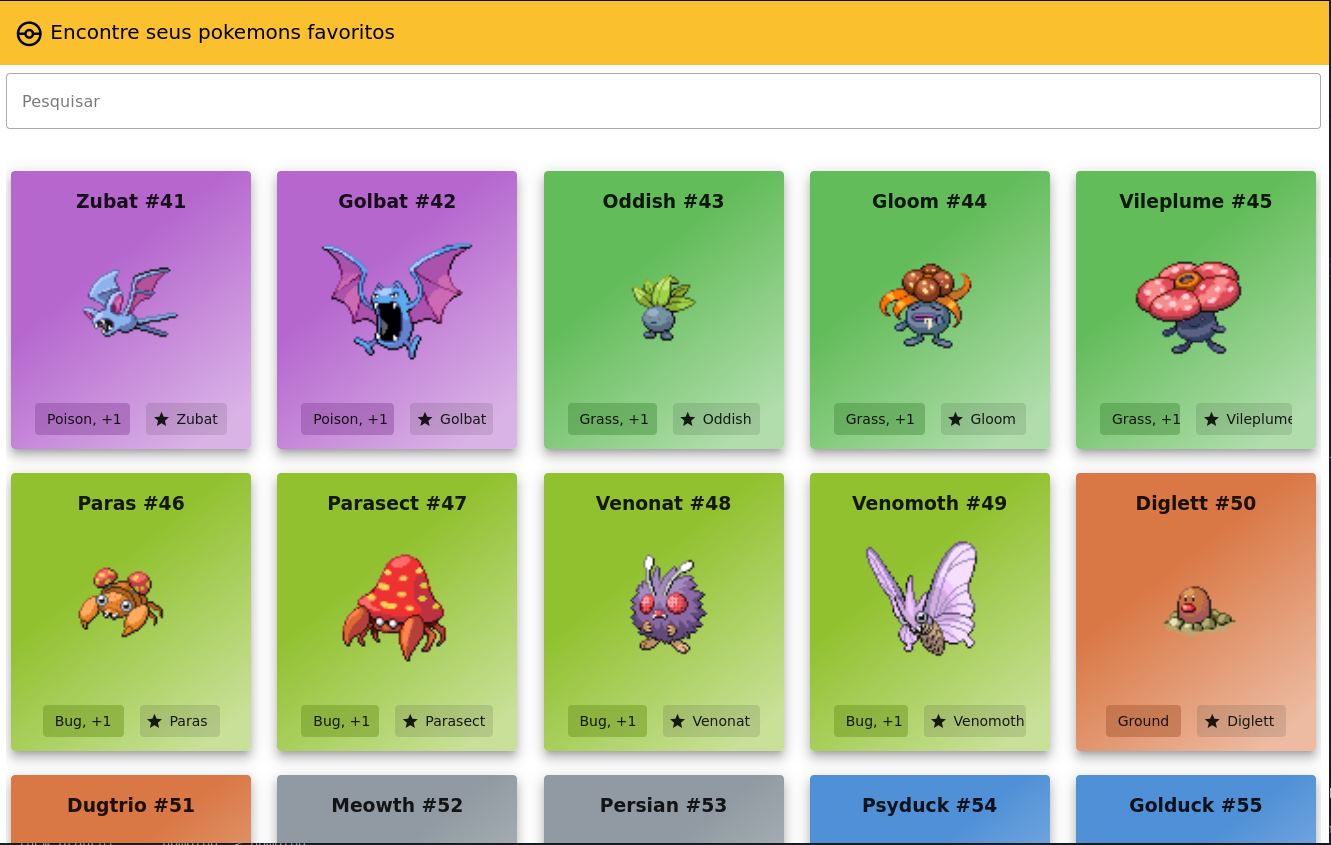 Encontre seus pokemons favoritos
Pesquisar
Zubat #41
Golbat #42
Oddish #43
Gloom #44
Vileplume #45
Poison, +1
Zubat
Poison, +1
Golbat
Grass, +1
Oddish
Grass, +1
Gloom
Grass, +1
Vileplume
Paras #46
Parasect #47
Venonat #48
Venomoth #49
Diglett #50
Bug, +1
Paras
Bug, +1
Parasect
Bug, +1
Venonat
Bug, +1
Venomoth
Ground
Diglett
Dugtrio #51
Meowth #52
Persian #53
Psyduck #54
Golduck #55